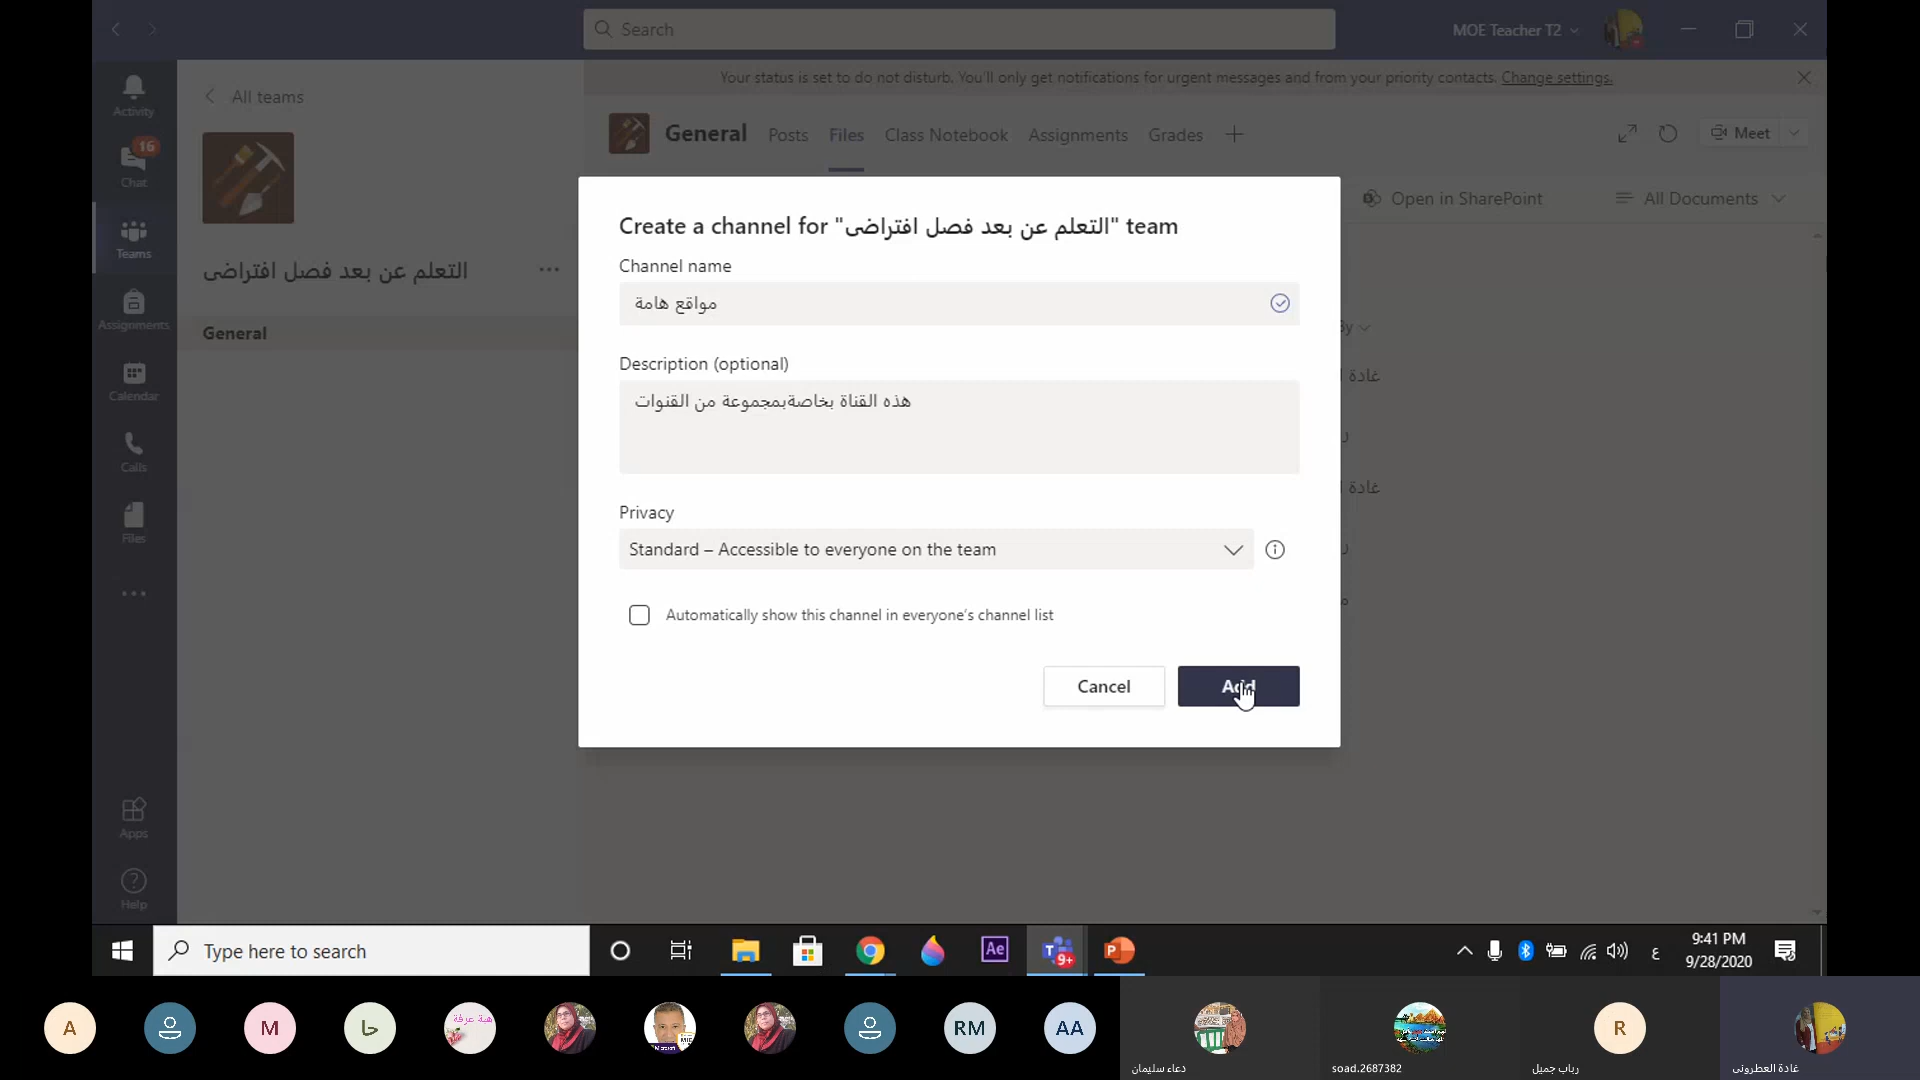 Search
MOE Teacher T2
Your status is set to do not disturb. You'll only get notifications for urgent messages and from your priority contacts. Change settings.
Activity
16
Chat
Teams
Assignments
Calendar
Calls
Files
Apps
Help
All teams
التعلم عن بعد فصل افتراضى
General
General
Posts
Files
Class Notebook
Assignments
Grades
Meet
Open in SharePoint
All Documents
غادة
غادة
Create a channel for "التعلم عن بعد فصل افتراضى" team
Channel name
مواقع هامة
Description (optional)
هذه القناة بخاصةبمجموعة من القنوات
Privacy
Standard – Accessible to everyone on the team
Automatically show this channel in everyone's channel list
Cancel
Add
Type here to search
Ae
9+
ع
9:41 PM
9/28/2020
A
M
حا
هبة عرفة
RM
AA
دعاء سليمان
soad.2687382
R
رباب جميل
غادة العطرونى